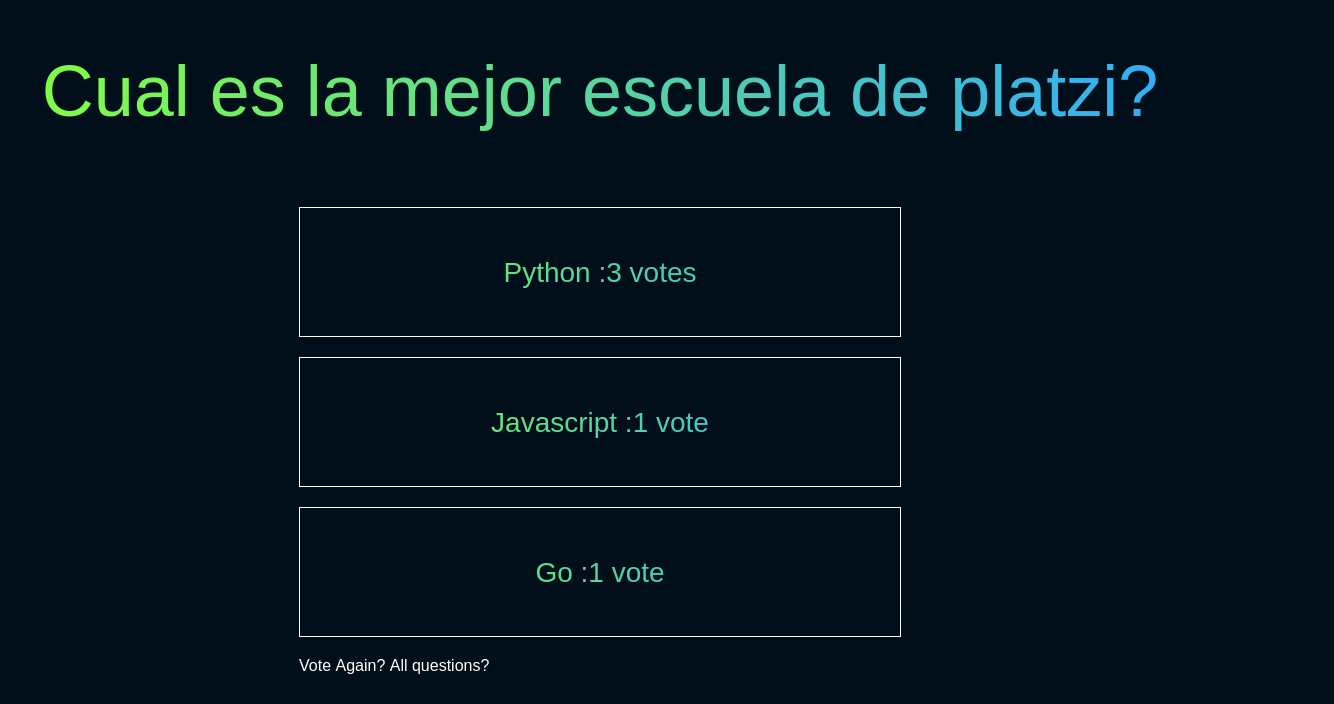 Cual es la mejor escuela de platzi?
Python :3 votes
Javascript :1 vote
Go :1 vote
Vote Again? All questions?